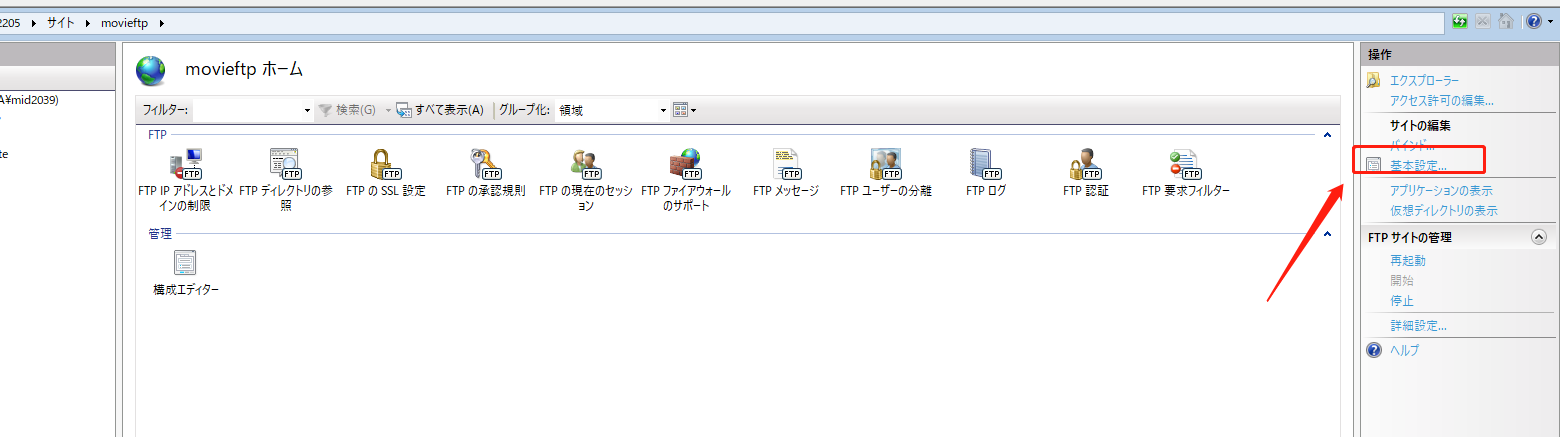 2205 ▸ サイト ▸ movieftp ▸
A¥mid2039)
te
movieftp ホーム
フィルター: 検索(G) すべて表示(A) グループ化: 領域
FTP
FTP IP アドレスとドメ
インの制限
FTP ディレクトリの参
照
FTP の SSL 設定
FTP の承認規則
FTP の現在のセッシ
ョン
FTP ファイアウォール
のサポート
FTP メッセージ
FTP ユーザーの分離
FTP ログ
FTP 認証
FTP 要求フィルター
管理
構成エディター
操作
エクスプローラー
アクセス許可の編集...
サイトの編集
バインド...
基本設定...
アプリケーションの表示
仮想ディレクトリの表示
FTP サイトの管理
再起動
開始
停止
詳細設定...
ヘルプ